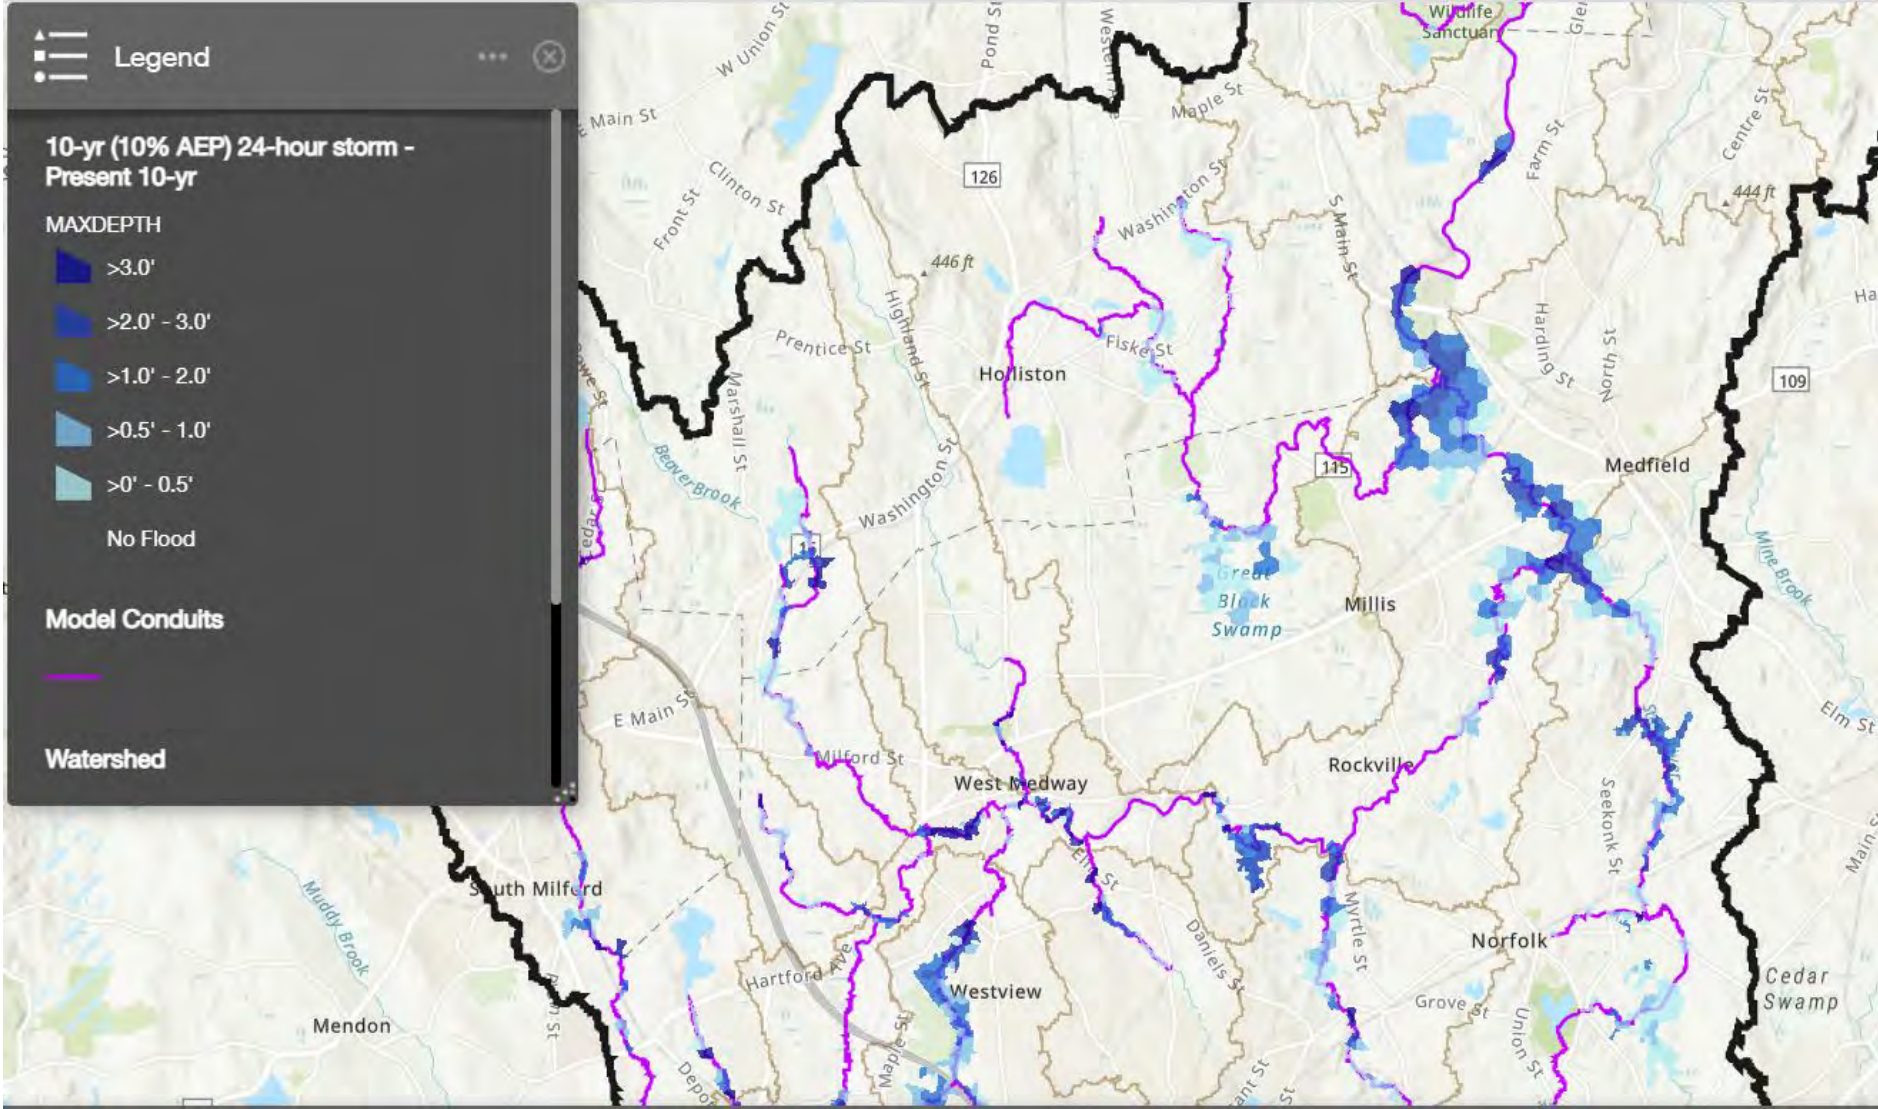 Legend
10-yr (10% AEP) 24-hour storm -
Present 10-yr
MAXDEPTH
>3.0'
>2.0' - 3.0'
>1.0' - 2.0'
>0.5' - 1.0'
>0' - 0.5'
No Flood
Model Conduits
Watershed
W Union St
Pond St
Wildlife
Sanctuary
E Main St
Maple St
Farm St
Centre St
126
Clinton St
Front St
Washington St
S Main St
444 ft
446 ft
Highland St
Prentice St
Fiske St
Holliston
Harding St
North St
109
Marshall St
Beaver Brook
Washington St
115
Medfield
Cedar S
16
Great
Black
Swamp
Millis
Mine Brook
E Main S
Elm St
Milford St
West Medway
Rockville
Seekonk St
Main S
South Milford
Muddy Brook
Elm St
Myrtle St
Daniels St
Norfolk
Hartford Ave
Westview
Cedar
Swamp
Mendon
Grove St
Union St
Maple St
Depot
ant St
St